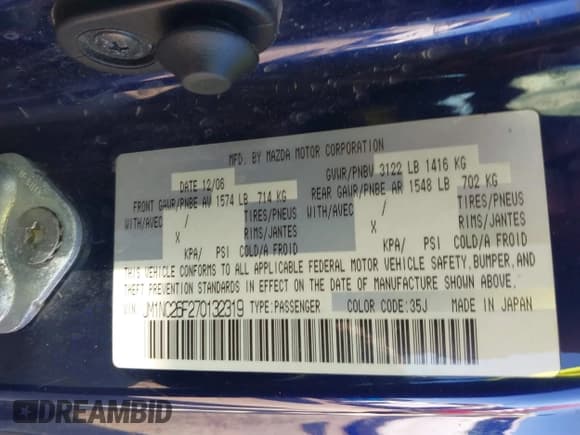 MFD. BY MAZDA MOTOR CORPORATION
DATE 12/06
GVWR/PNBV 3122 LB 1416 KG
FRONT GAWR/PNBE AV 1574 LB 714 KG
REAR GAWR/PNBE AR 1548 LB 702 KG
WITH/AVEC / TIRES/PNEUS
WITH/AVEC / TIRES/PNEUS
X RIMS/JANTES
X RIMS/JANTES
KPA/ PSI COLD/A FROID
KPA/ PSI COLD/A FROID
THIS VEHICLE CONFORMS TO ALL APPLICABLE FEDERAL MOTOR VEHICLE SAFETY, BUMPER, AND
THEFT PREVENTION STANDARDS IN EFFECT ON THE DATE OF MANUFACTURE SHOWN ABOVE.
VIN: JM1NC26F270132319 TYPE:PASSENGER COLOR CODE:35J MADE IN JAPAN
DREAMBID